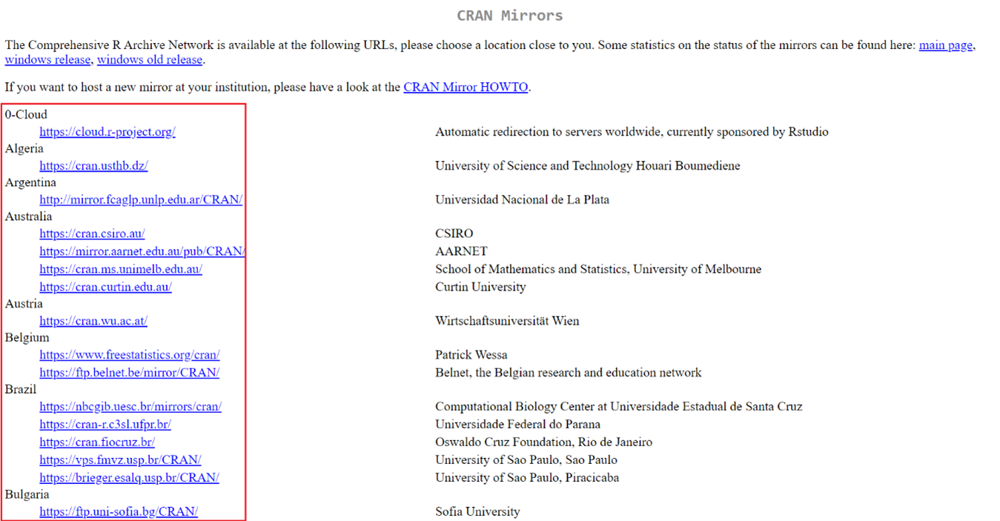 CRAN Mirrors
The Comprehensive R Archive Network is available at the following URLs, please choose a location close to you. Some statistics on the status of the mirrors can be found here: main page,
windows release, windows old release.
If you want to host a new mirror at your institution, please have a look at the CRAN Mirror HOWTO.
0-Cloud
https://cloud.r-project.org/ Automatic redirection to servers worldwide, currently sponsored by Rstudio
Algeria
https://cran.usthb.dz/ University of Science and Technology Houari Boumediene
Argentina
http://mirror.fcaglp.unlp.edu.ar/CRAN/ Universidad Nacional de La Plata
Australia
https://cran.csiro.au/ CSIRO
https://mirror.aarnet.edu.au/pub/CRAN/ AARNET
https://cran.ms.unimelb.edu.au/ School of Mathematics and Statistics, University of Melbourne
https://cran.curtin.edu.au/ Curtin University
Austria
https://cran.wu.ac.at/ Wirtschaftsuniversität Wien
Belgium
https://www.freestatistics.org/cran/ Patrick Wessa
https://ftp.belnet.be/mirror/CRAN/ Belnet, the Belgian research and education network
Brazil
https://nbcgib.uesc.br/mirrors/cran/ Computational Biology Center at Universidade Estadual de Santa Cruz
https://cran-r.c3sl.ufpr.br/ Universidade Federal do Parana
https://cran.fiocruz.br/ Oswaldo Cruz Foundation, Rio de Janeiro
https://vps.fmvz.usp.br/CRAN/ University of Sao Paulo, Sao Paulo
https://brieger.esalq.usp.br/CRAN/ University of Sao Paulo, Piracicaba
Bulgaria
https://ftp.uni-sofia.bg/CRAN/ Sofia University